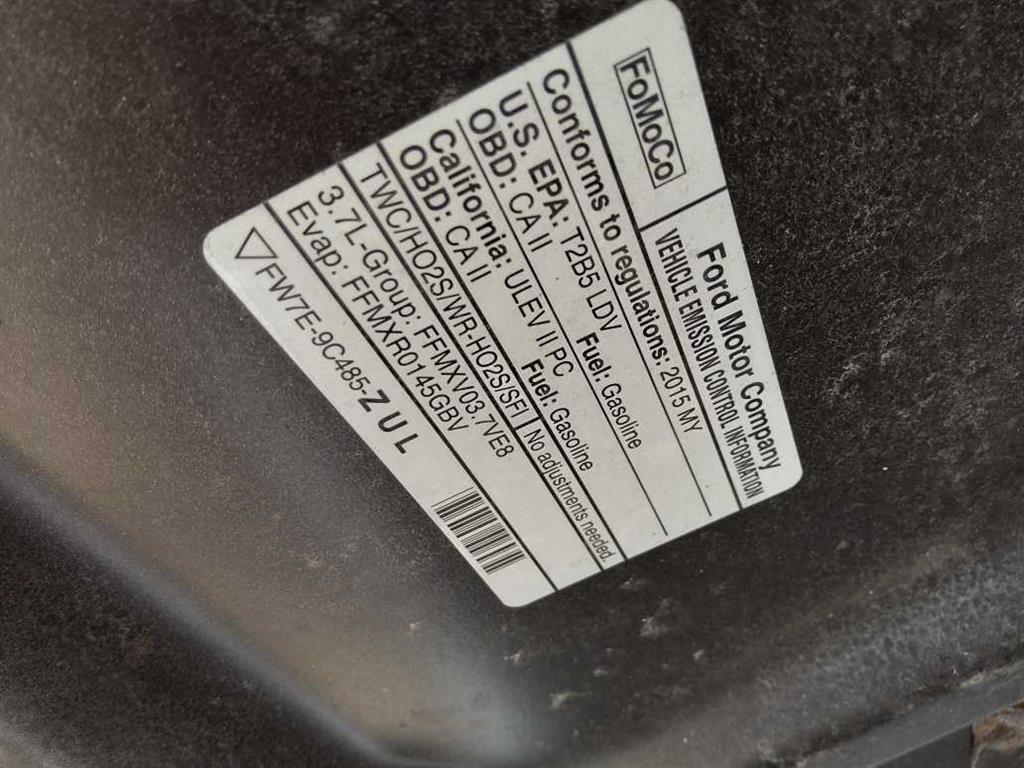 FoMoCo
Ford Motor Company
VEHICLE EMISSION CONTROL INFORMATION
Conforms to regulations: 2015 MY
U.S. EPA: T2B5 LDV Fuel: Gasoline
OBD: CA II
California: ULEV II PC Fuel: Gasoline
OBD: CA II
TWC/HO2S/WR-HO2S/SFI No adjustments needed.
3.7L-Group: FFMXV03.7VE8
Evap: FFMXR0145GBV
FW7E-9C485-ZUL